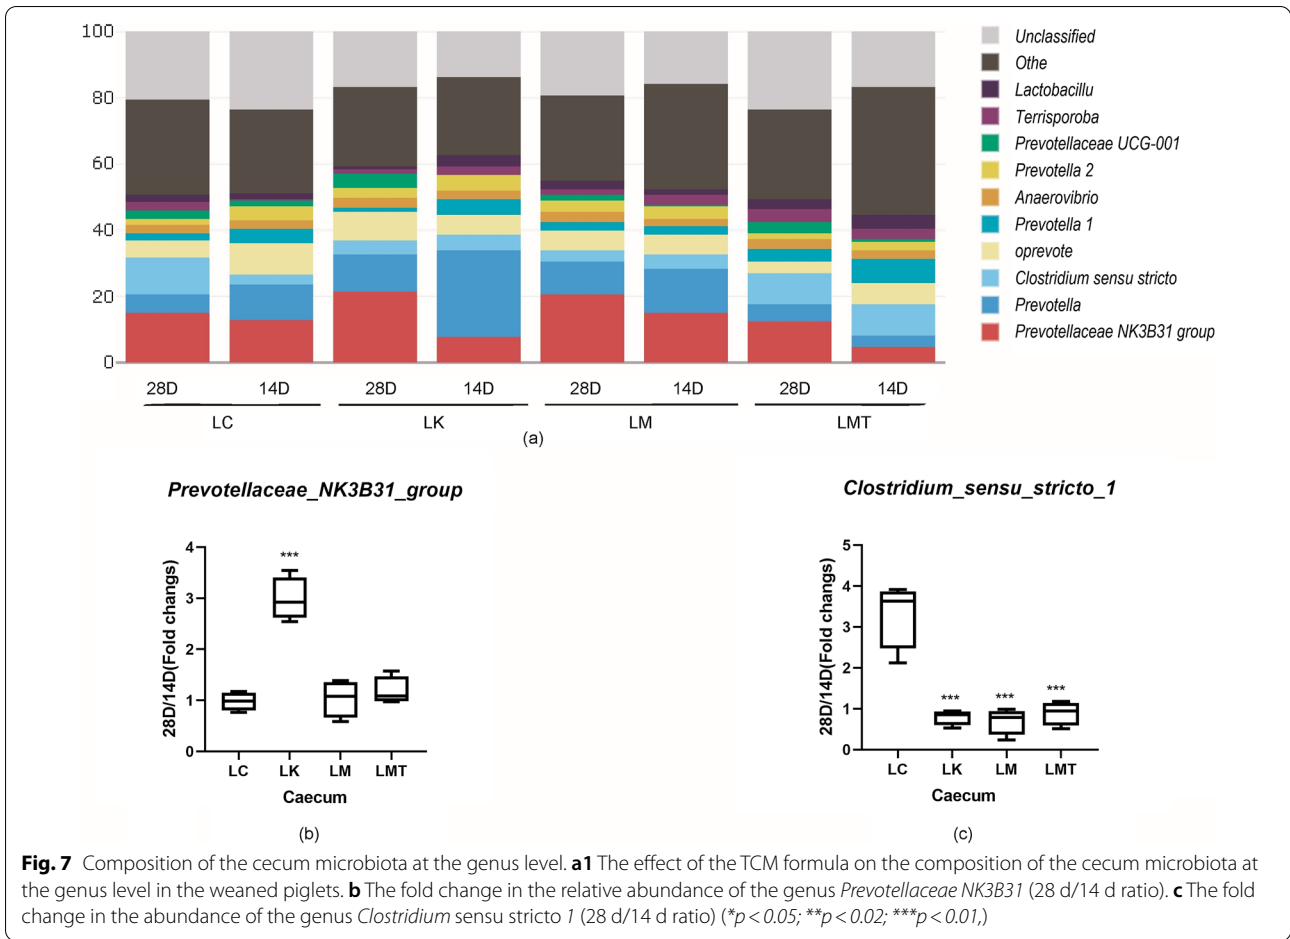 100
80
60
40
20
0
Unclassified
Othe
Lactobacillu
Terrisporoba
Prevotellaceae UCG-001
Prevotella 2
Anaerovibrio
Prevotella 1
oprevote
Clostridium sensu stricto
Prevotella
Prevotellaceae NK3B31 group
28D 14D 28D 14D 28D 14D 28D 14D
LC LK LM LMT
(a)
Prevotellaceae_NK3B31_group
28D/14D(Fold changs)
4
3
2
1
0
***
LC LK LM LMT
Caecum
(b)
Clostridium_sensu_stricto_1
28D/14D(Fold changs)
5
4
3
2
1
0
*** *** ***
LC LK LM LMT
Caecum
(c)
Fig. 7 Composition of the cecum microbiota at the genus level. a1 The effect of the TCM formula on the composition of the cecum microbiota at
the genus level in the weaned piglets. b The fold change in the relative abundance of the genus Prevotellaceae NK3B31 (28 d/14 d ratio). c The fold
change in the abundance of the genus Clostridium sensu stricto 1 (28 d/14 d ratio) (*p < 0.05; **p < 0.02; ***p < 0.01,)